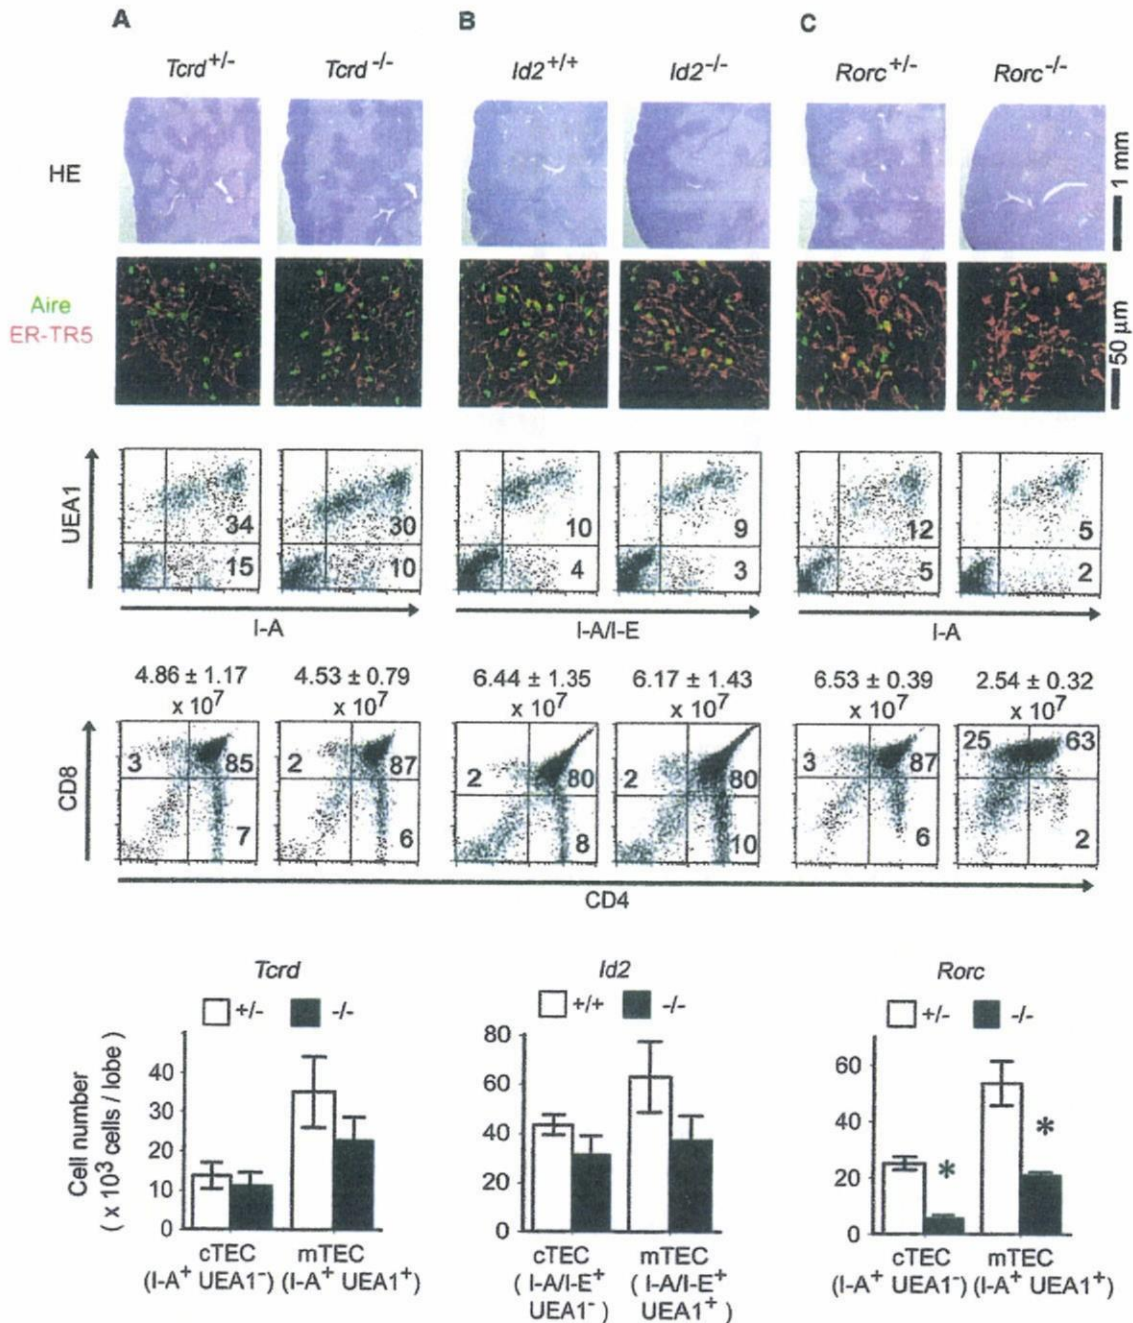 A B C
Tcrd+/- Tcrd-/- Id2+/+ Id2-/- Rorc+/- Rorc-/-
HE
1 mm
Aire
ER-TR5
50 μm
UEA1
34 30 10 9 12 5
15 10 4 3 5 2
I-A I-A/I-E I-A
4.86 ± 1.17 4.53 ± 0.79 6.44 ± 1.35 6.17 ± 1.43 6.53 ± 0.39 2.54 ± 0.32
x 10⁷ x 10⁷ x 10⁷ x 10⁷ x 10⁷ x 10⁷
CD8
3 85 2 87 2 80 2 80 3 87 25 63
7 6 8 10 6 2
CD4
Tcrd Id2 Rorc
+/- -/- +/+ -/- +/- -/-
Cell number
( x 10³ cells / lobe )
40
30
20
10
0
80
60
40
20
0
60
40
20
0
* *
cTEC mTEC cTEC mTEC cTEC mTEC
(I-A+ UEA1-) (I-A+ UEA1+) ( I-A/I-E+ ( I-A/I-E+ (I-A+ UEA1-) (I-A+ UEA1+)
UEA1- ) UEA1+ )